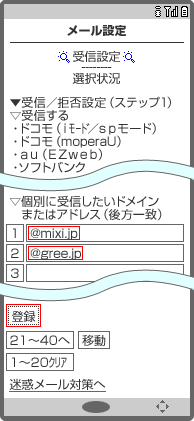 メール設定
受信設定
--------
選択状況
▼受信／拒否設定（ステップ1）
▽受信する
・ドコモ（ｉﾓｰﾄﾞ／ｓｐモード）
・ドコモ（moperaU）
・ａｕ（EZweb）
・ソフトバンク
▽個別に受信したいドメイン
またはアドレス（後方一致）
1 @mixi.jp
2 @gree.jp
3
登録
２１～４０へ 移動
１～２０ｸﾘｱ
迷惑メール対策へ